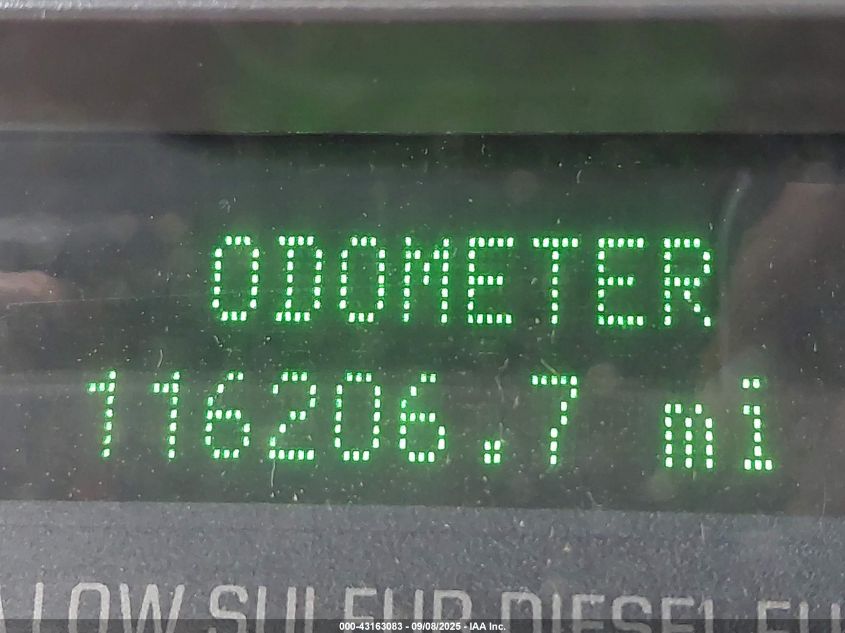 ODOMETER
116206.7 mi
LOW SULFUR DIESEL
000-43163083 - 09/08/2025 - IAA Inc.